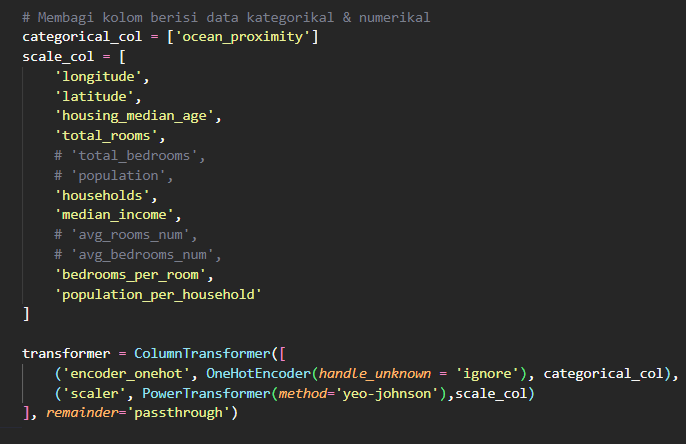 # Membagi kolom berisi data kategorikal & numerikal
categorical_col = ['ocean_proximity']
scale_col = [
    'longitude',
    'latitude',
    'housing_median_age',
    'total_rooms',
    # 'total_bedrooms',
    # 'population',
    'households',
    'median_income',
    # 'avg_rooms_num',
    # 'avg_bedrooms_num',
    'bedrooms_per_room',
    'population_per_household'
]
transformer = ColumnTransformer([
    ('encoder_onehot', OneHotEncoder(handle_unknown = 'ignore'), categorical_col),
    ('scaler', PowerTransformer(method='yeo-johnson'),scale_col)
], remainder='passthrough')